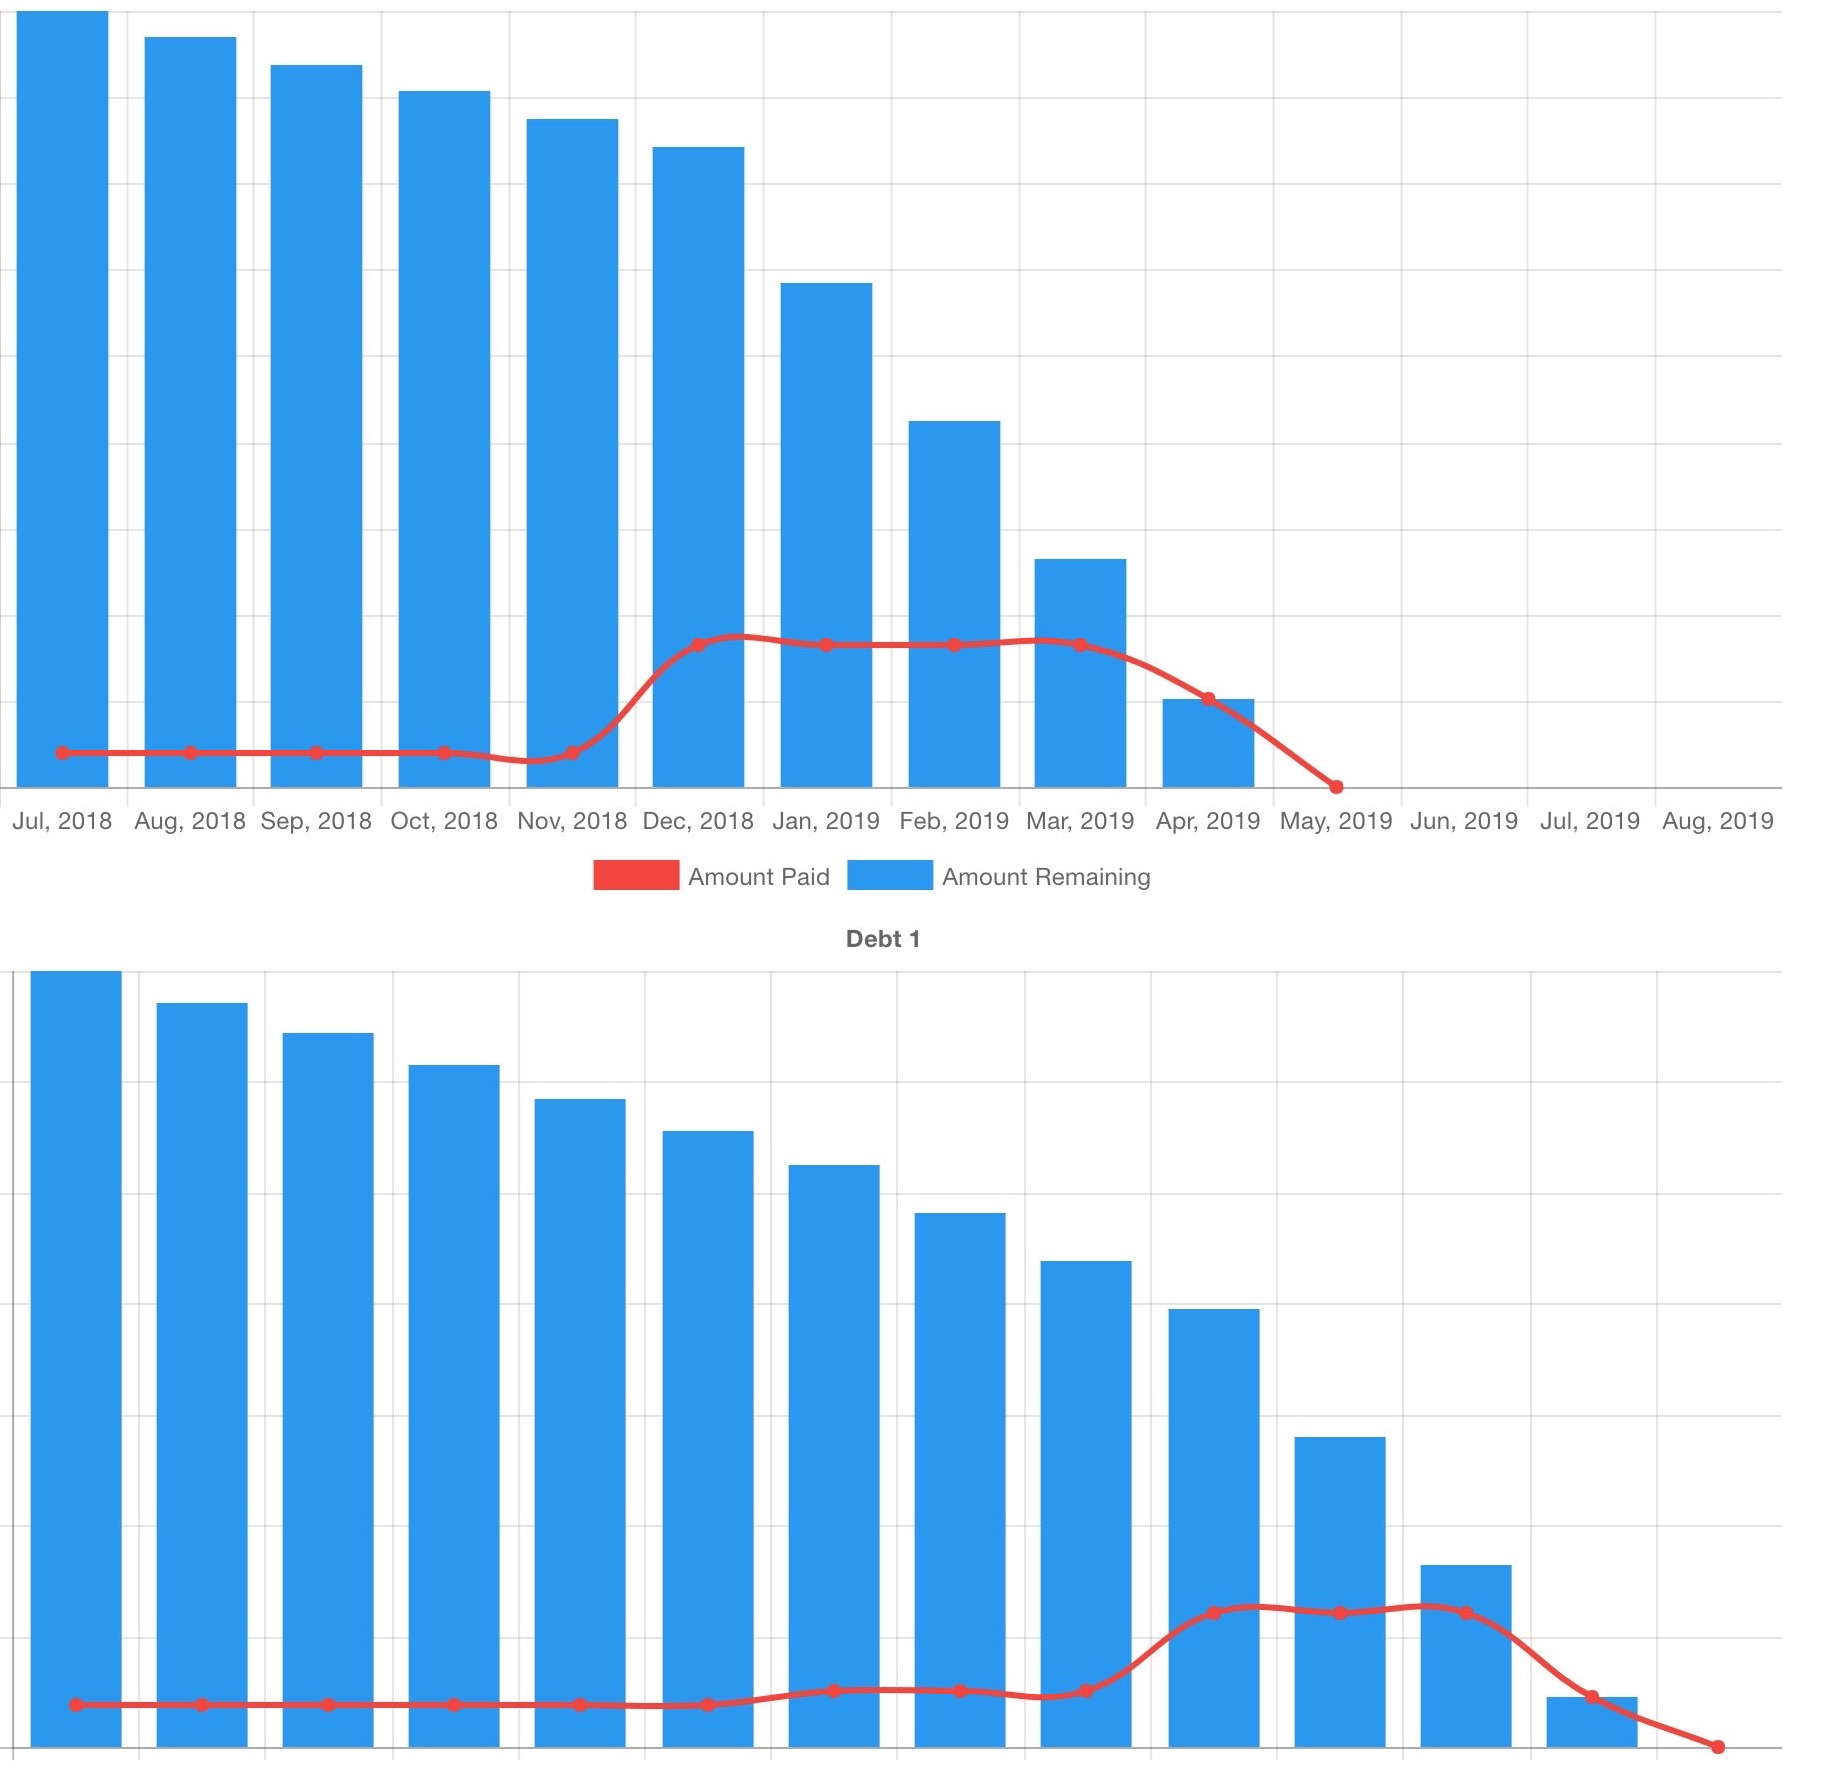 Jul, 2018 Aug, 2018 Sep, 2018 Oct, 2018 Nov, 2018 Dec, 2018 Jan, 2019 Feb, 2019 Mar, 2019 Apr, 2019 May, 2019 Jun, 2019 Jul, 2019 Aug, 2019
Amount Paid Amount Remaining
Debt 1